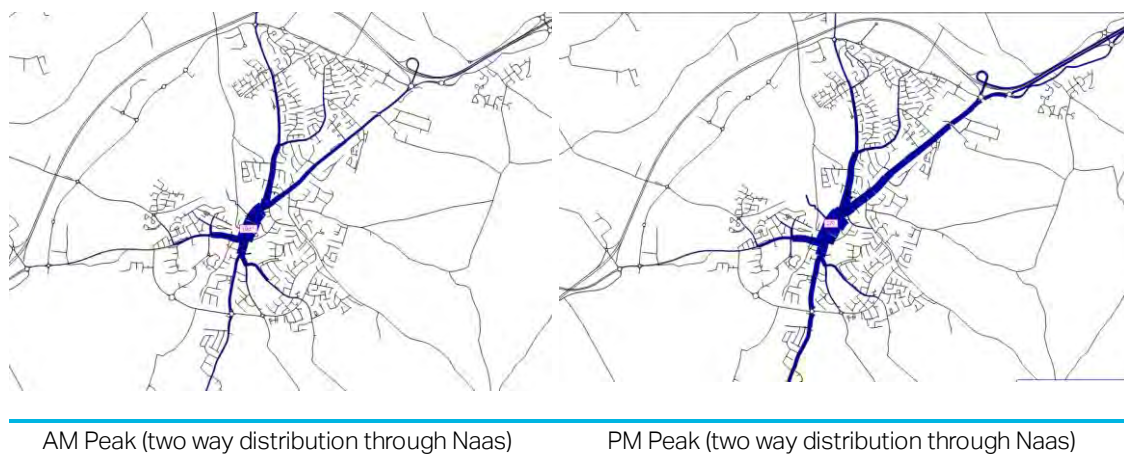 AM Peak (two way distribution through Naas)
PM Peak (two way distribution through Naas)